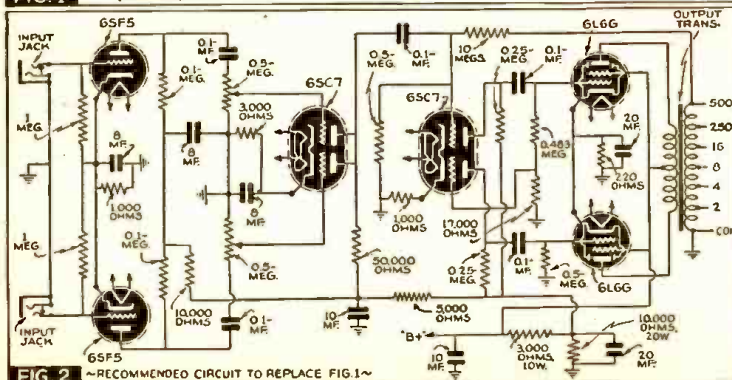 6SF5
INPUT
JACK
1
MEG.
8
MF.
1,000
OHMS
1
MEG.
INPUT
JACK
6SF5
0.1-
MEG.
0.1-
MF.
0.5-
MEG.
8
MF.
3,000
OHMS
8
MF.
0.1-
MEG.
10,000
OHMS
0.5-
MEG.
0.1-
MF.
6SC7
50,000
OHMS
10
MF.
0.1-
MF.
0.5-
MEG.
10
MEGS.
6SC7
1,000
OHMS
0.25-
MEG.
0.1-
MF.
0.483
MEG.
17,000
OHMS
0.25-
MEG.
0.1-
MF.
0.5-
MEG.
5,000
OHMS
"B+"
10
MF.
3,000
OHMS,
10W.
10,000
OHMS,
20W.
20
MF.
6L6G
20
MF.
220
OHMS
6L6G
OUTPUT
TRANS.
500
250
16
8
4
2
FIG. 2 ~RECOMMENDED CIRCUIT TO REPLACE FIG.1~